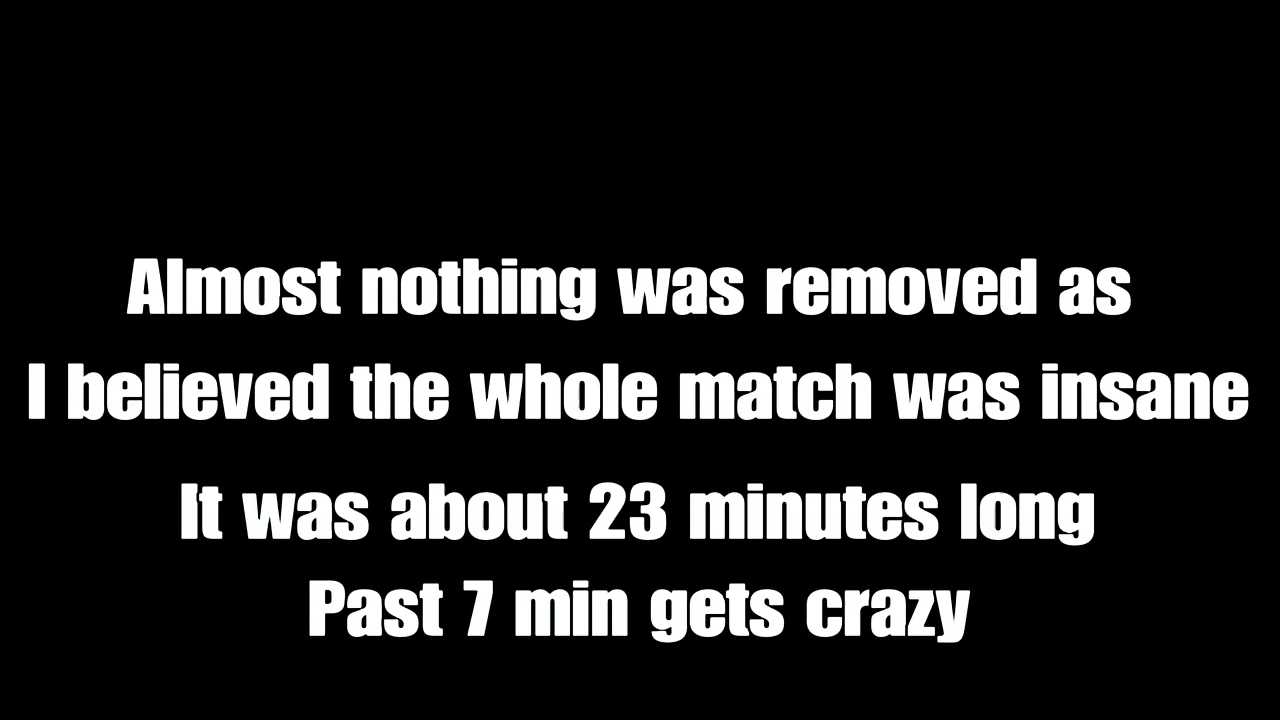 Almost nothing was removed as
I believed the whole match was insane
It was about 23 minutes long
Past 7 min gets crazy